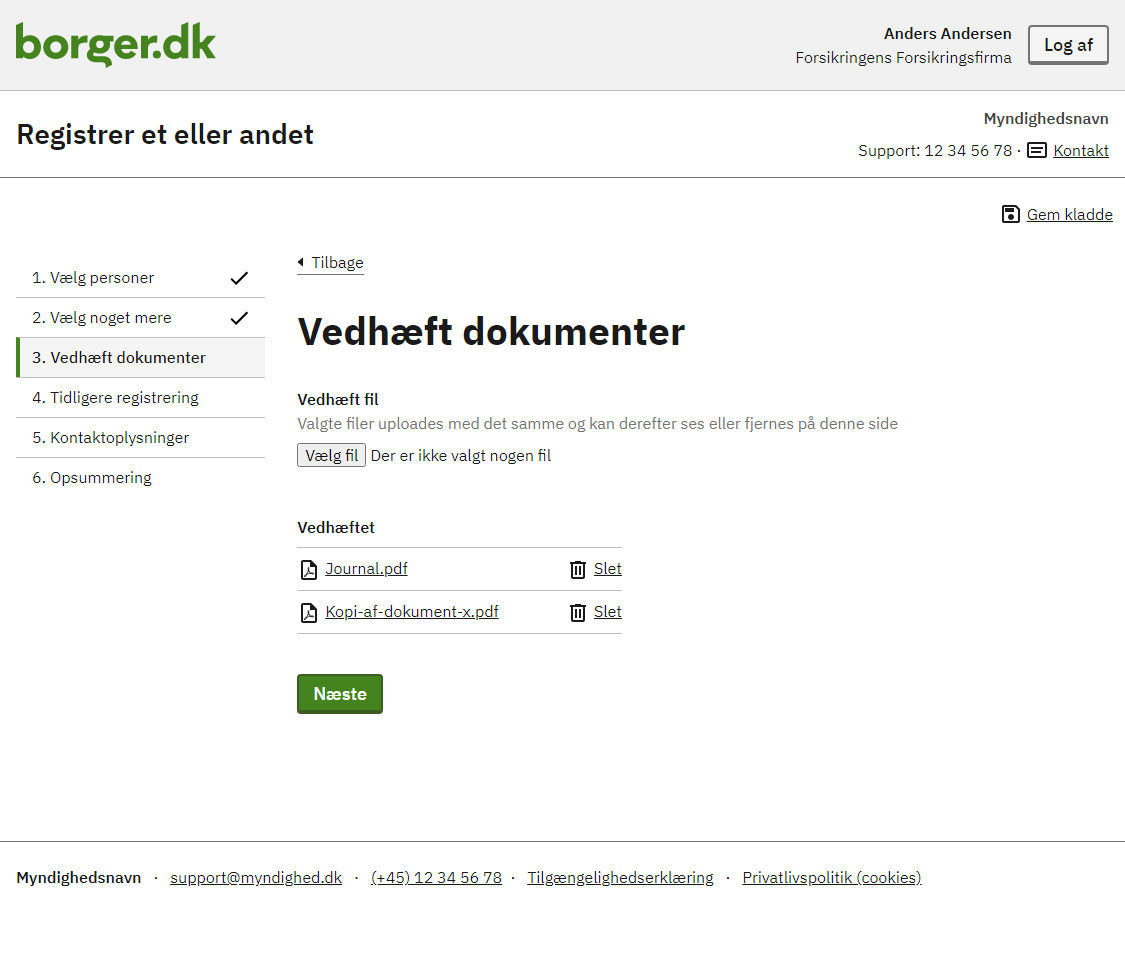 borger.dk
Anders Andersen
Forsikringens Forsikringsfirma
Log af
Registrer et eller andet
Myndighedsnavn
Support: 12 34 56 78 · Kontakt
Gem kladde
1. Vælg personer
2. Vælg noget mere
3. Vedhæft dokumenter
4. Tidligere registrering
5. Kontaktoplysninger
6. Opsummering
Tilbage
Vedhæft dokumenter
Vedhæft fil
Valgte filer uploades med det samme og kan derefter ses eller fjernes på denne side
Vælg fil Der er ikke valgt nogen fil
Vedhæftet
Journal.pdf Slet
Kopi-af-dokument-x.pdf Slet
Næste
Myndighedsnavn · support@myndighed.dk · (+45) 12 34 56 78 · Tilgængelighedserklæring · Privatlivspolitik (cookies)